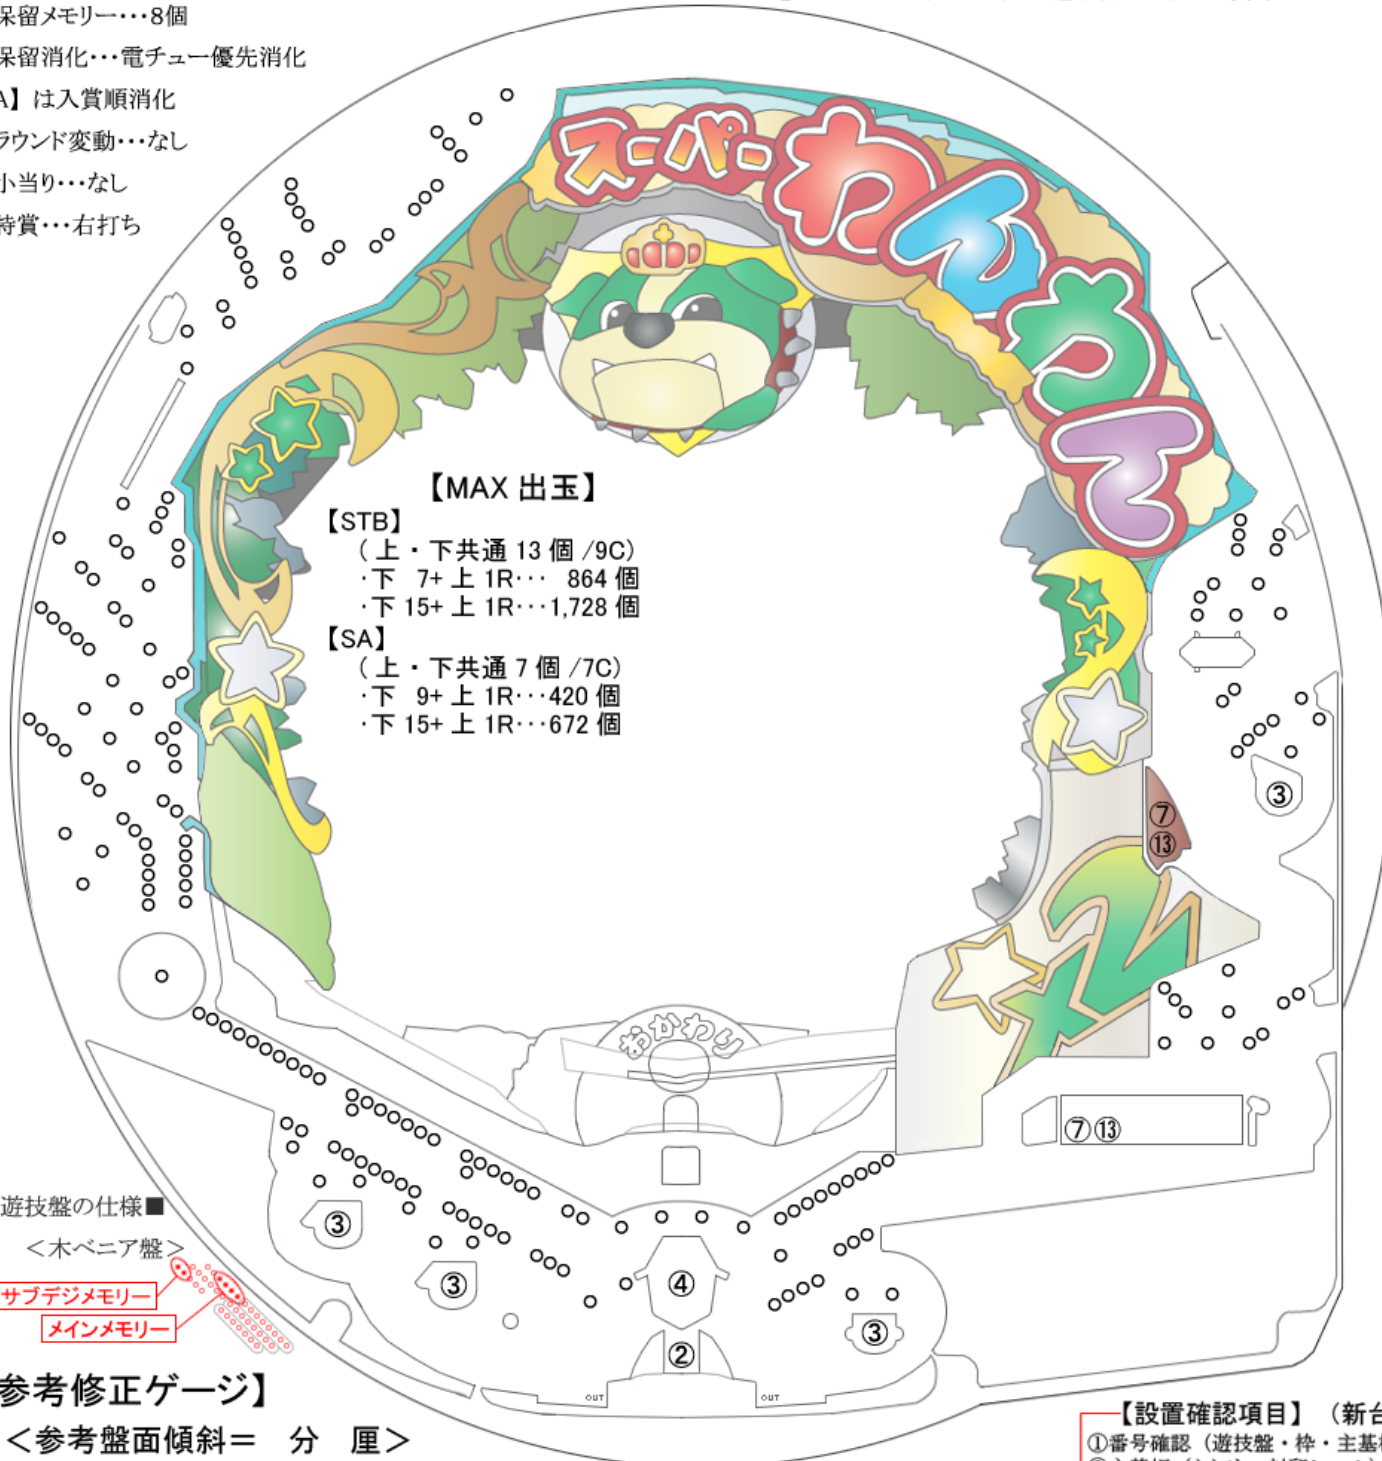 保留メモリー･･･8個
保留消化･･･電チュー優先消化
A】は入賞順消化
ラウンド変動･･･なし
小当り･･･なし
特賞･･･右打ち
スーパー
わんわん
【MAX 出玉】
【STB】
（上・下共通 13 個 /9C）
・下 7+ 上 1R･･･ 864 個
・下 15+ 上 1R･･･1,728 個
【SA】
（上・下共通 7 個 /7C）
・下 9+ 上 1R･･･420 個
・下 15+ 上 1R･･･672 個
③
⑦
⑬
おかわり
⑦⑬
遊技盤の仕様■
＜木ベニア盤＞
サブデジメモリー
メインメモリー
③
③
④
③
②
OUT
OUT
参考修正ゲージ】
＜参考盤面傾斜＝ 分 厘＞
【設置確認項目】（新台
①番号確認（遊技盤・枠・主基